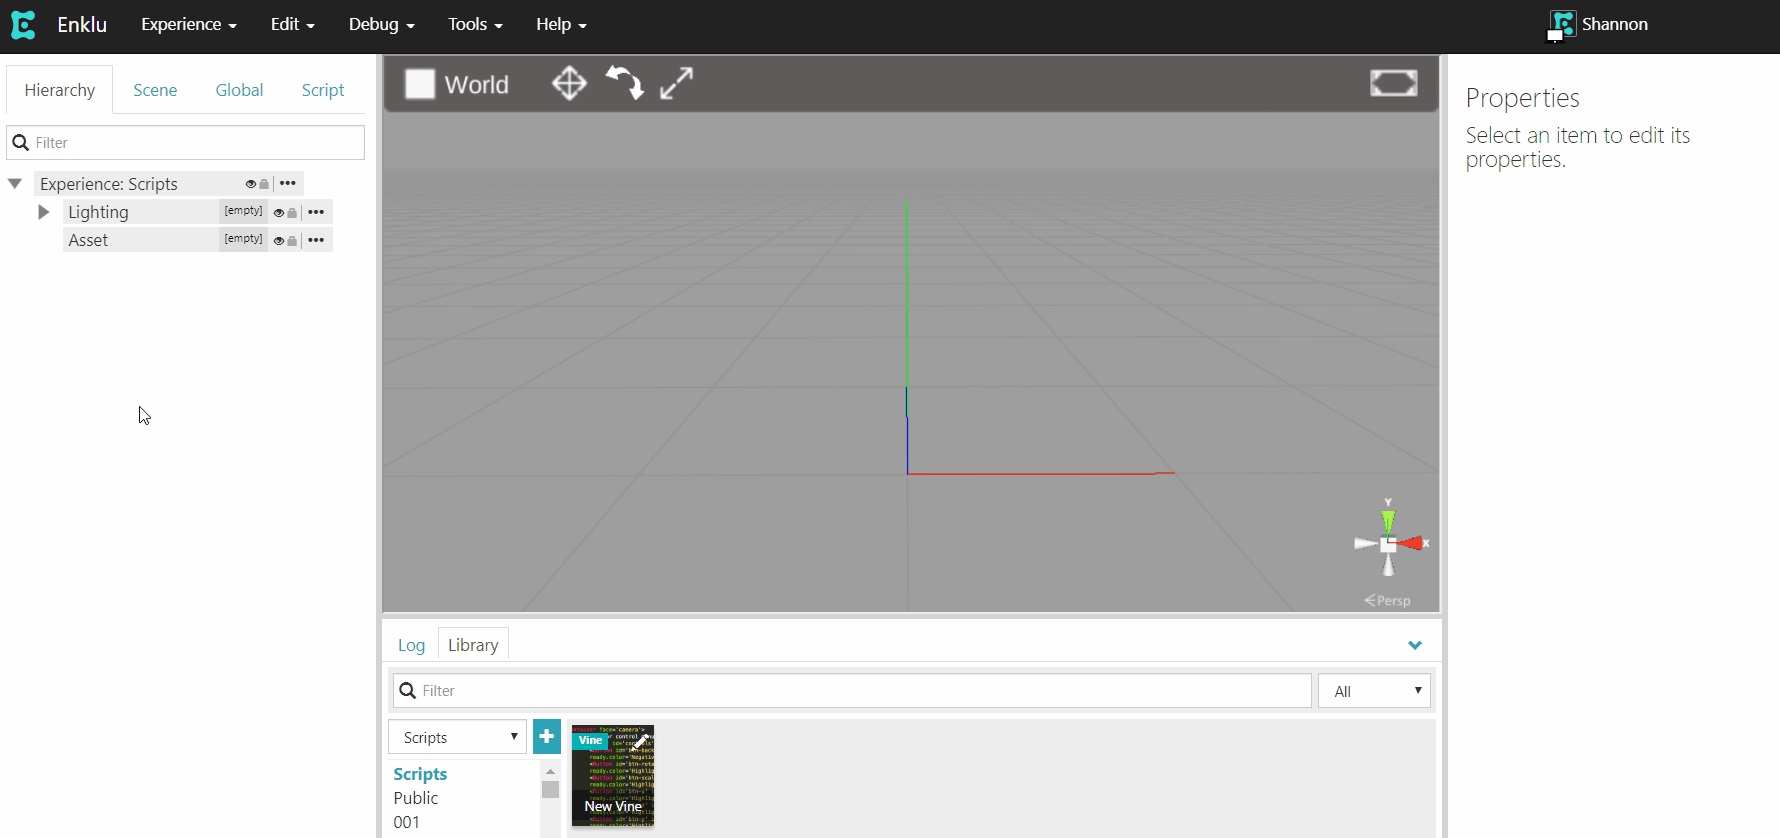 Enklu
Experience
Edit
Debug
Tools
Help
Shannon
Hierarchy
Scene
Global
Script
Filter
Experience: Scripts
Lighting
[empty]
Asset
[empty]
World
Y
X
Persp
Properties
Select an item to edit its
properties.
Log
Library
Filter
All
Scripts
Scripts
Public
001
Vine
New Vine